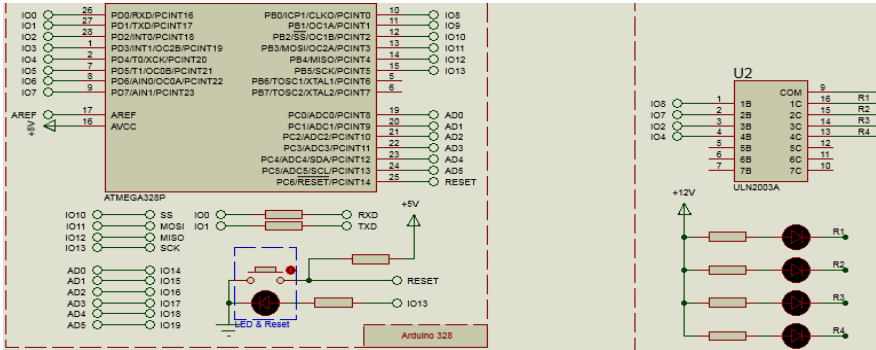 IO0 26 PD0/RXD/PCINT16 PB0/ICP1/CLKO/PCINT0 10 IO8
IO1 27 PD1/TXD/PCINT17 PB1/OC1A/PCINT1 11 IO9
IO2 28 PD2/INT0/PCINT18 PB2/SS/OC1B/PCINT2 12 IO10
IO3 1 PD3/INT1/OC2B/PCINT19 PB3/MOSI/OC2A/PCINT3 13 IO11
IO4 2 PD4/T0/XCK/PCINT20 PB4/MISO/PCINT4 14 IO12
IO5 7 PD5/T1/OC0B/PCINT21 PB5/SCK/PCINT5 15 IO13
IO6 8 PD6/AIN0/OC0A/PCINT22 PB6/TOSC1/XTAL1/PCINT6 5
IO7 9 PD7/AIN1/PCINT23 PB7/TOSC2/XTAL2/PCINT7 6
AREF 17 AREF PC0/ADC0/PCINT8 19 AD0
+5V 16 AVCC PC1/ADC1/PCINT9 20 AD1
PC2/ADC2/PCINT10 21 AD2
PC3/ADC3/PCINT11 22 AD3
PC4/ADC4/SDA/PCINT12 23 AD4
PC5/ADC5/SCL/PCINT13 24 AD5
PC6/RESET/PCINT14 25 RESET
ATMEGA328P
IO10 SS IO0 RXD
IO11 MOSI IO1 TXD
IO12 MISO
IO13 SCK
+5V
AD0 IO14
AD1 IO15
AD2 IO16
AD3 IO17
AD4 IO18
AD5 IO19
RESET
IO13
LED & Reset
Arduino 328
U2
COM 9
IO8 1 1B 1C 16 R1
IO7 2 2B 2C 15 R2
IO2 3 3B 3C 14 R3
IO4 4 4B 4C 13 R4
5 5B 5C 12
6 6B 6C 11
7 7B 7C 10
ULN2003A
+12V
R1
R2
R3
R4